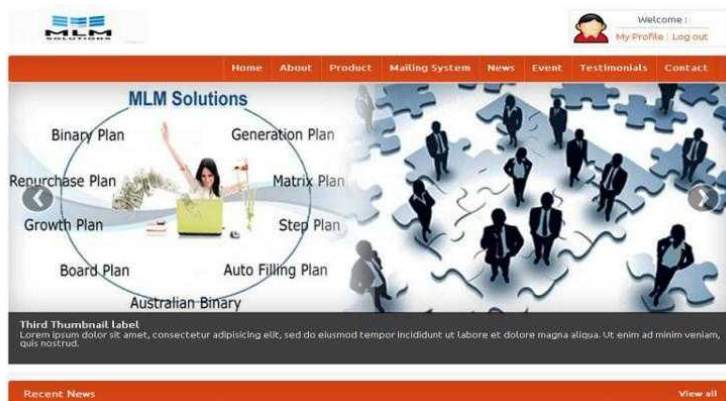 MLM
SOLUTIONS
Welcome :
My Profile | Log out
Home About Product Mailing System News Event Testimonials Contact
MLM Solutions
Binary Plan Generation Plan
Repurchase Plan Matrix Plan
Growth Plan Step Plan
Board Plan Auto Filling Plan
Australian Binary
Third Thumbnail label
Lorem ipsum dolor sit amet, consectetur adipisicing elit, sed do eiusmod tempor incididunt ut labore et dolore magna aliqua. Ut enim ad minim veniam,
quis nostrud.
Recent News View all